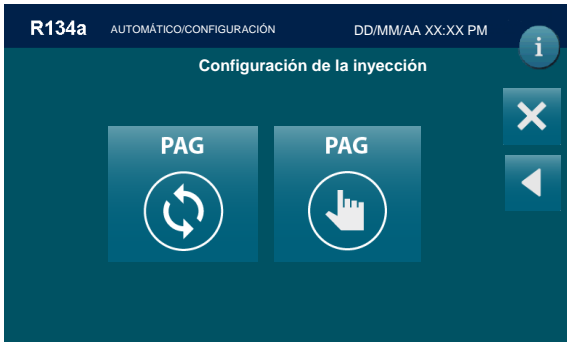 R134a AUTOMÁTICO/CONFIGURACIÓN DD/MM/AA XX:XX PM
i
Configuración de la inyección
PAG PAG